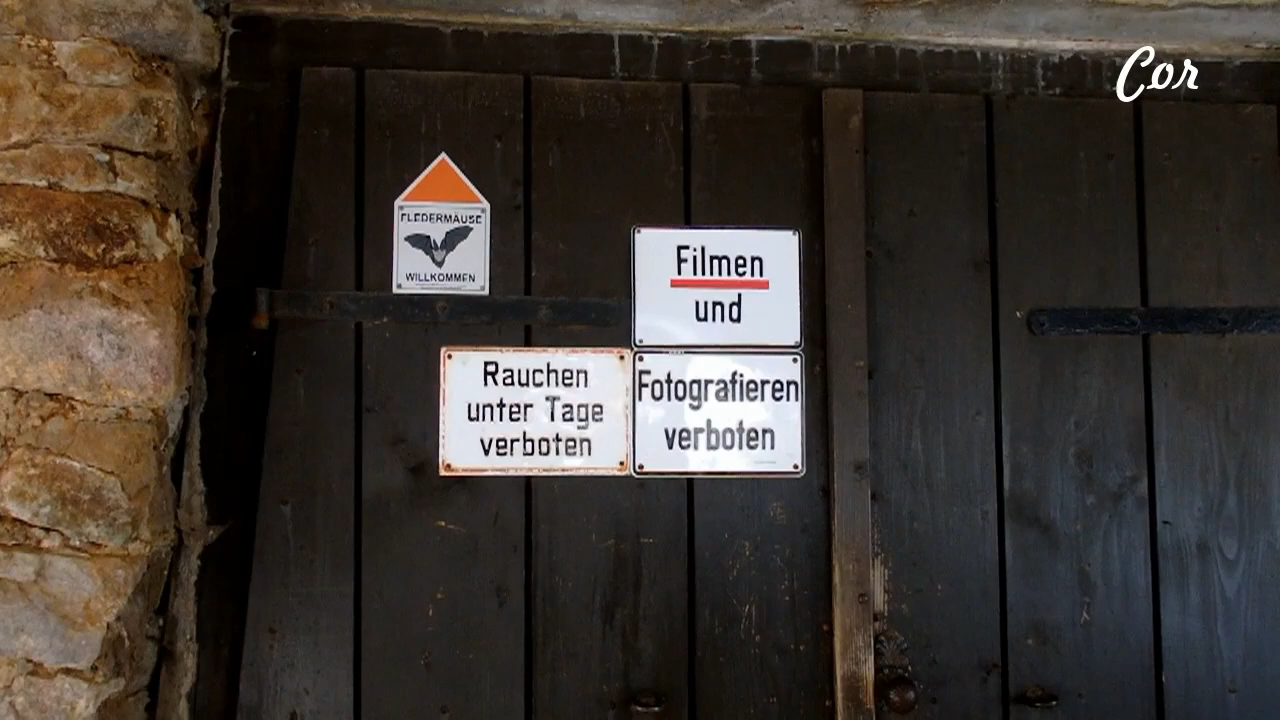 Cor
FLEDERMÄUSE
WILLKOMMEN
Filmen
und
Rauchen
unter Tage
verboten
Fotografieren
verboten